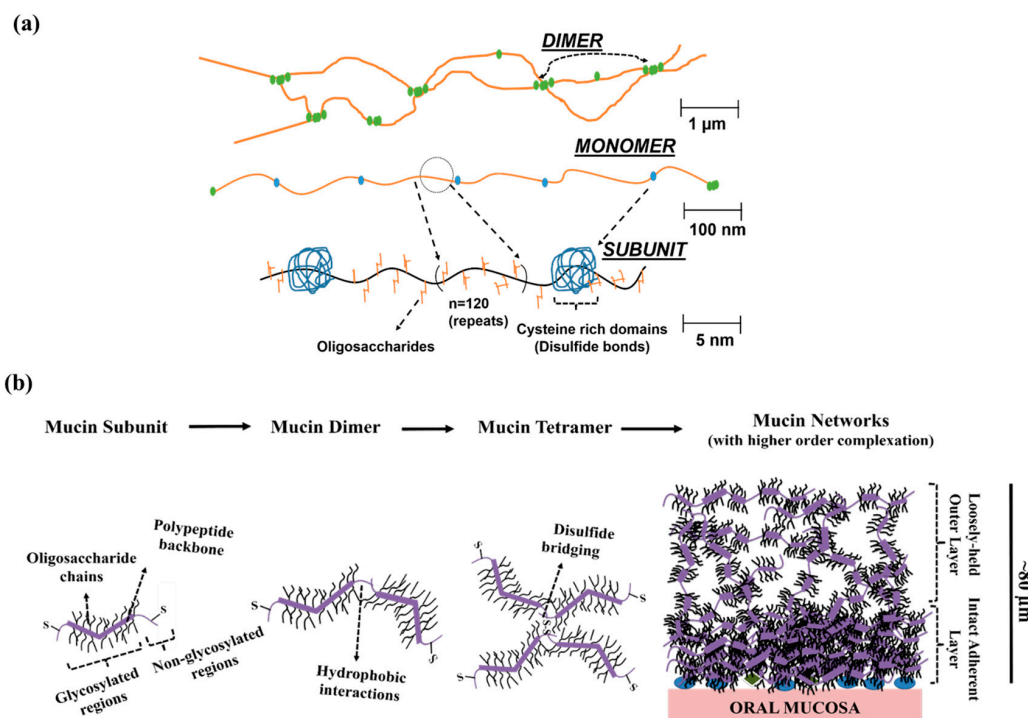 (a)
DIMER
1 µm
MONOMER
100 nm
SUBUNIT
n=120
(repeats)
Oligosaccharides
Cysteine rich domains
(Disulfide bonds)
5 nm
(b)
Mucin Subunit
Mucin Dimer
Mucin Tetramer
Mucin Networks
(with higher order complexation)
Polypeptide
backbone
Oligosaccharide
chains
S
S
Glycosylated
regions
Non-glycosylated
regions
S
S
Hydrophobic
interactions
Disulfide
bridging
S
S
S
S
S
S
Loosely-held
Outer Layer
Intact Adherent
Layer
~80 µm
ORAL MUCOSA